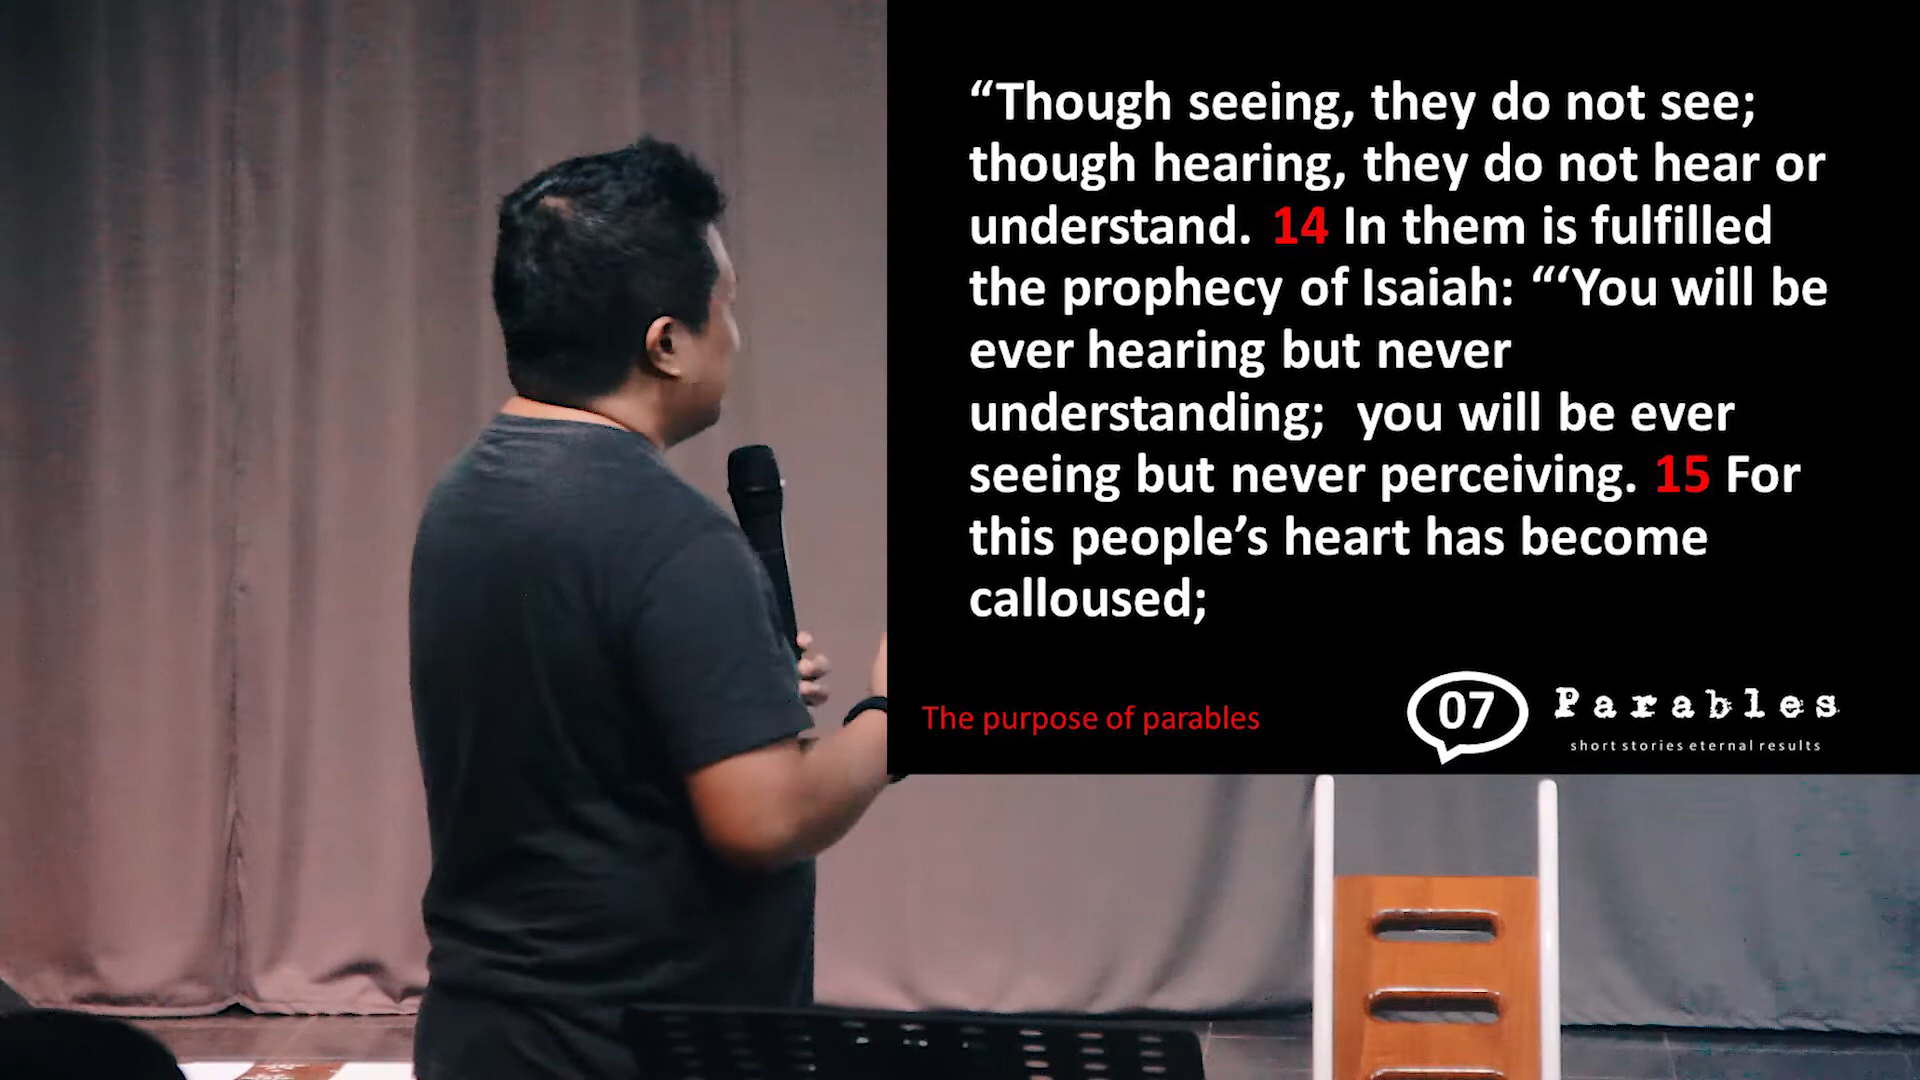 “Though seeing, they do not see;
though hearing, they do not hear or
understand. 14 In them is fulfilled
the prophecy of Isaiah: “‘You will be
ever hearing but never
understanding;  you will be ever
seeing but never perceiving. 15 For
this people’s heart has become
calloused;
The purpose of parables
07
Parables
short stories eternal results